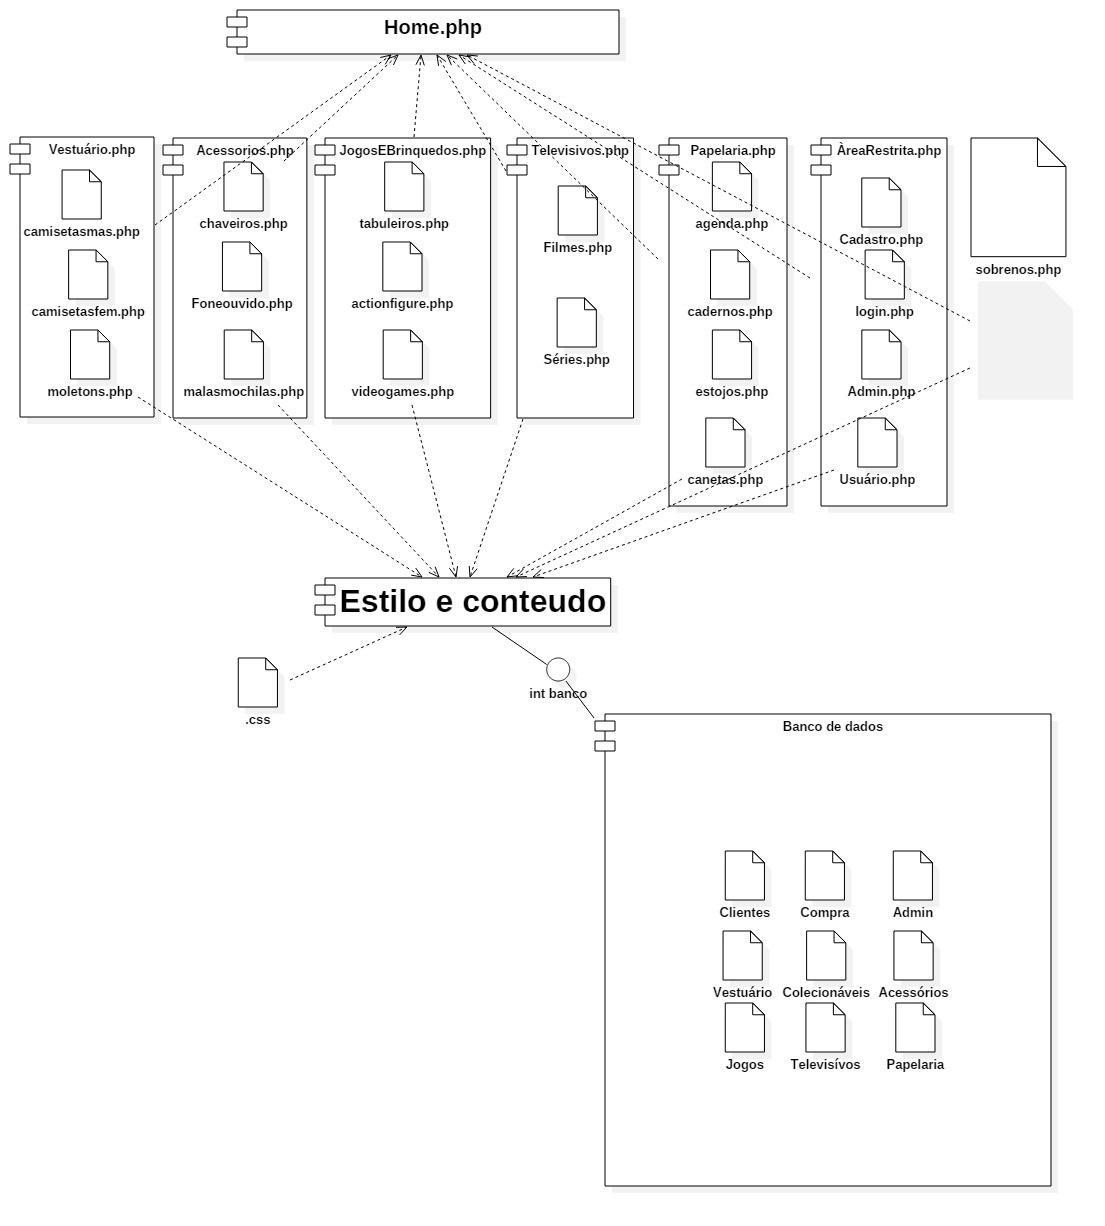 Home.php
Vestuário.php
camisetasmas.php
camisetasfem.php
moletons.php
Acessorios.php
chaveiros.php
Foneouvido.php
malasmochilas.php
JogosEBrinquedos.php
tabuleiros.php
actionfigure.php
videogames.php
Televisivos.php
Filmes.php
Séries.php
Papelaria.php
agenda.php
cadernos.php
estojos.php
canetas.php
ÀreaRestrita.php
Cadastro.php
login.php
Admin.php
Usuário.php
sobrenos.php
Estilo e conteudo
.css
int banco
Banco de dados
Clientes
Compra
Admin
Vestuário
Colecionáveis
Acessórios
Jogos
Televisívos
Papelaria